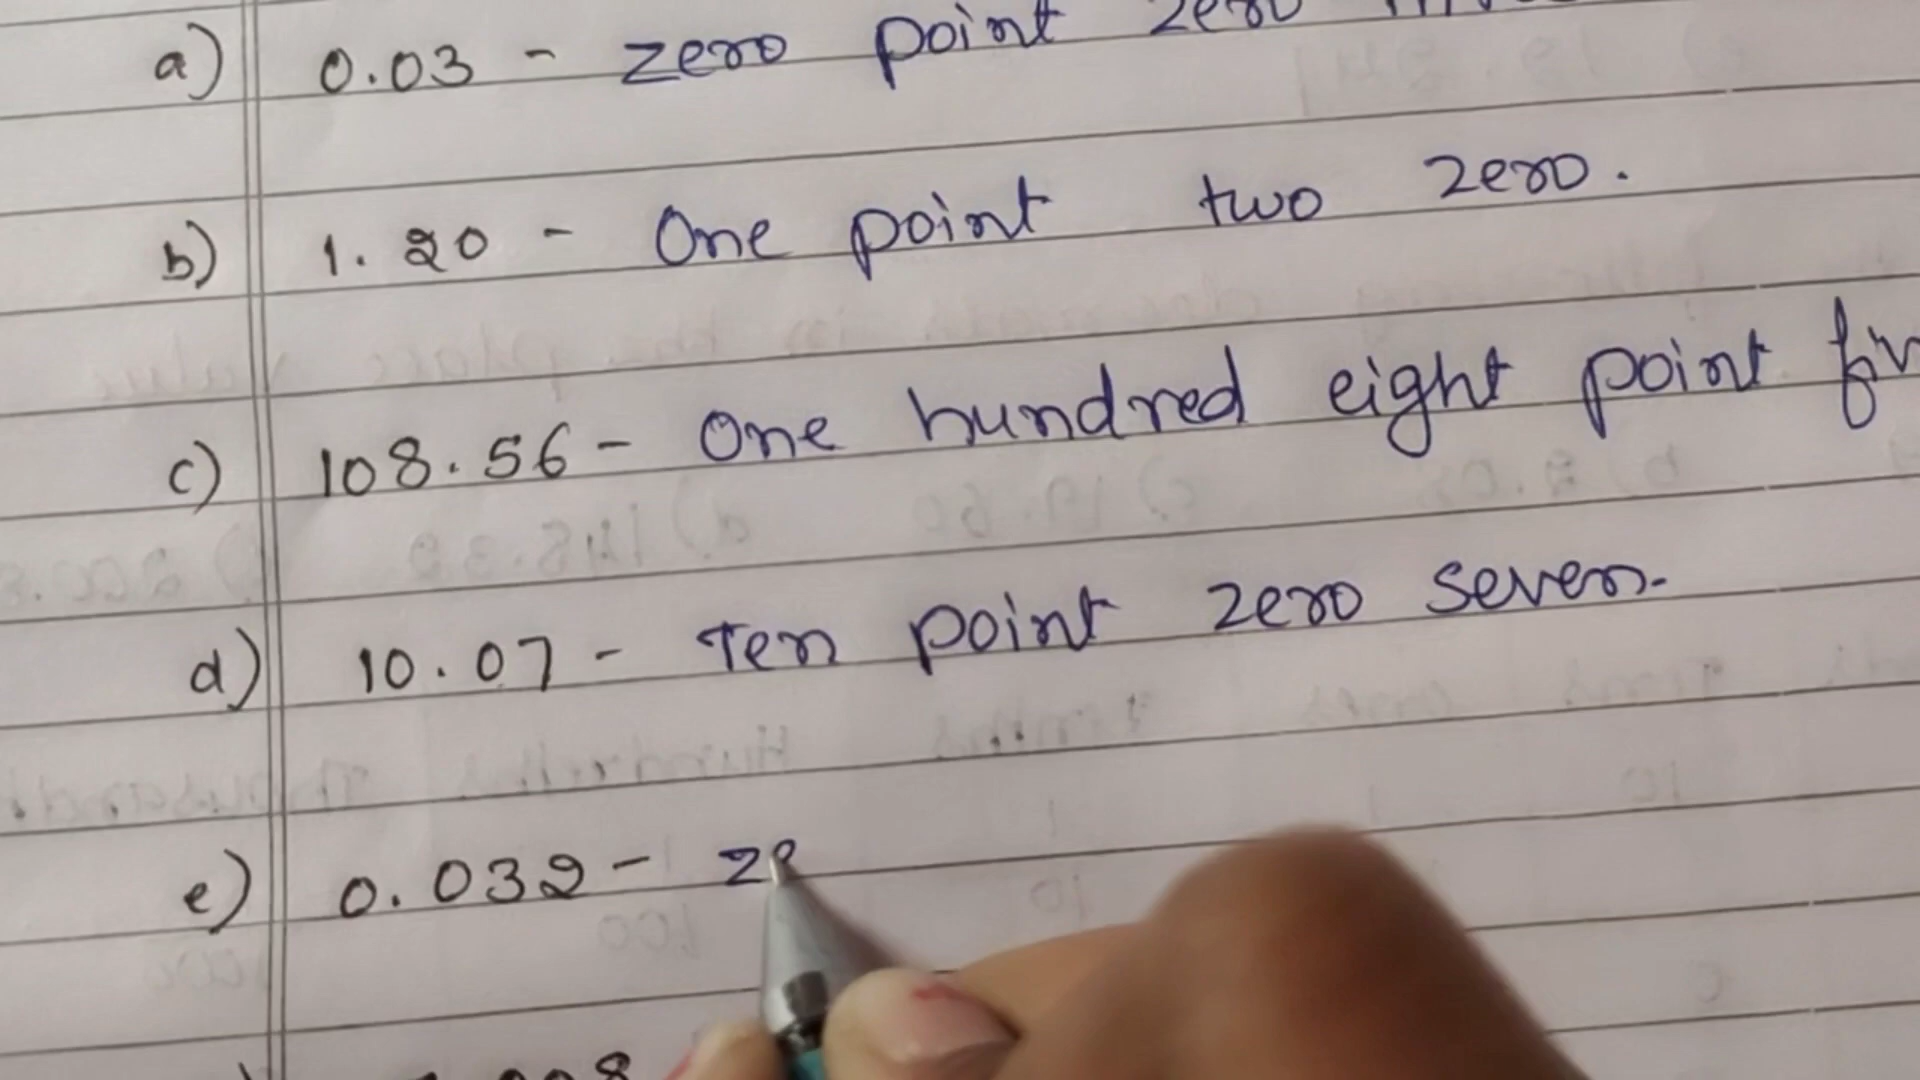 a) 0.03 - zero point zero
b) 1.20 - One point two zero.
c) 108.56 - One hundred eight point
d) 10.07 - Ten point zero seven.
e) 0.032 -